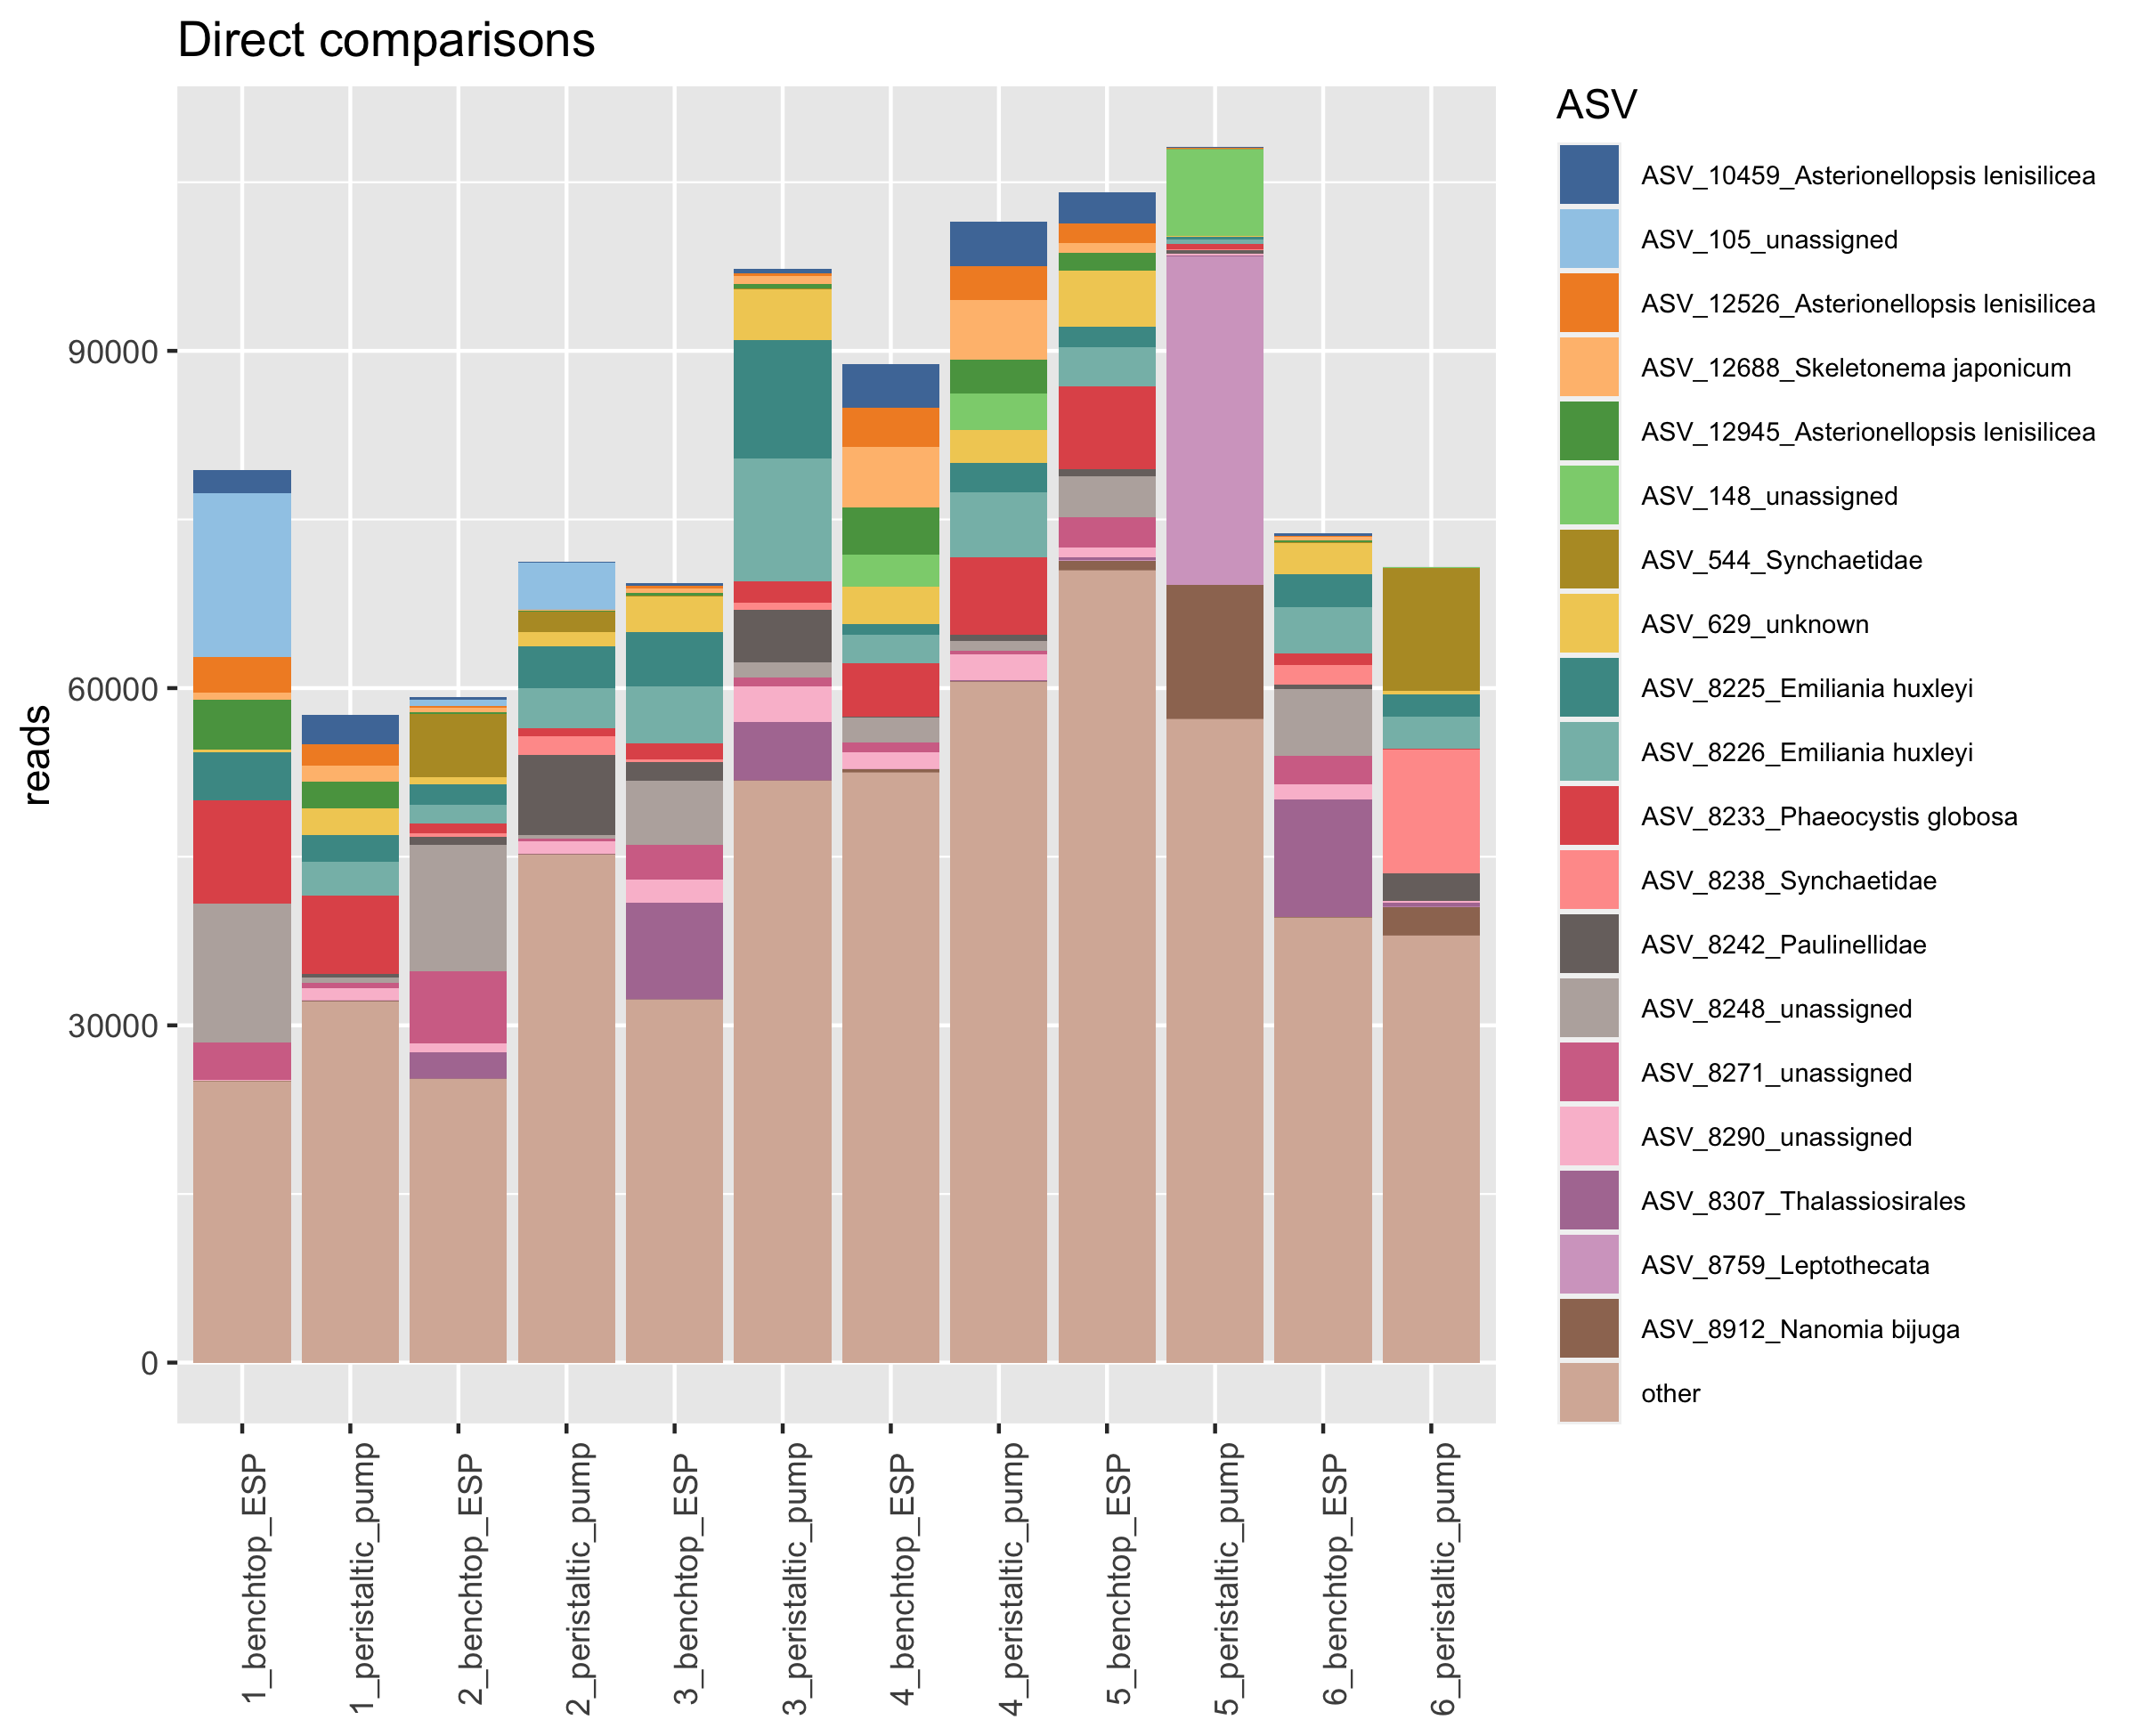 Direct comparisons
reads
90000
60000
30000
0
1_benchtop_ESP
1_peristaltic_pump
2_benchtop_ESP
2_peristaltic_pump
3_benchtop_ESP
3_peristaltic_pump
4_benchtop_ESP
4_peristaltic_pump
5_benchtop_ESP
5_peristaltic_pump
6_benchtop_ESP
6_peristaltic_pump
ASV
ASV_10459_Asterionellopsis lenisilicea
ASV_105_unassigned
ASV_12526_Asterionellopsis lenisilicea
ASV_12688_Skeletonema japonicum
ASV_12945_Asterionellopsis lenisilicea
ASV_148_unassigned
ASV_544_Synchaetidae
ASV_629_unknown
ASV_8225_Emiliania huxleyi
ASV_8226_Emiliania huxleyi
ASV_8233_Phaeocystis globosa
ASV_8238_Synchaetidae
ASV_8242_Paulinellidae
ASV_8248_unassigned
ASV_8271_unassigned
ASV_8290_unassigned
ASV_8307_Thalassiosirales
ASV_8759_Leptothecata
ASV_8912_Nanomia bijuga
other